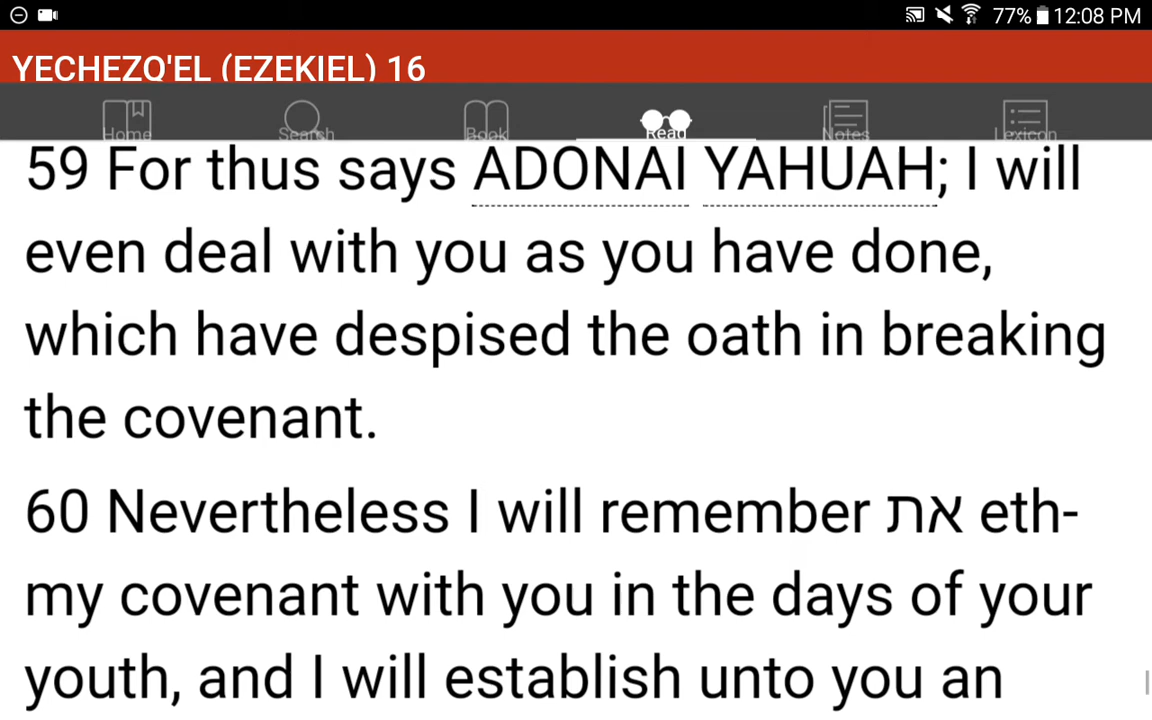 77% 12:08 PM
YECHEZQ'EL (EZEKIEL) 16
Home Search Book Read Notes Lexicon
59 For thus says ADONAI YAHUAH; I will
even deal with you as you have done,
which have despised the oath in breaking
the covenant.
60 Nevertheless I will remember את eth-
my covenant with you in the days of your
youth, and I will establish unto you an